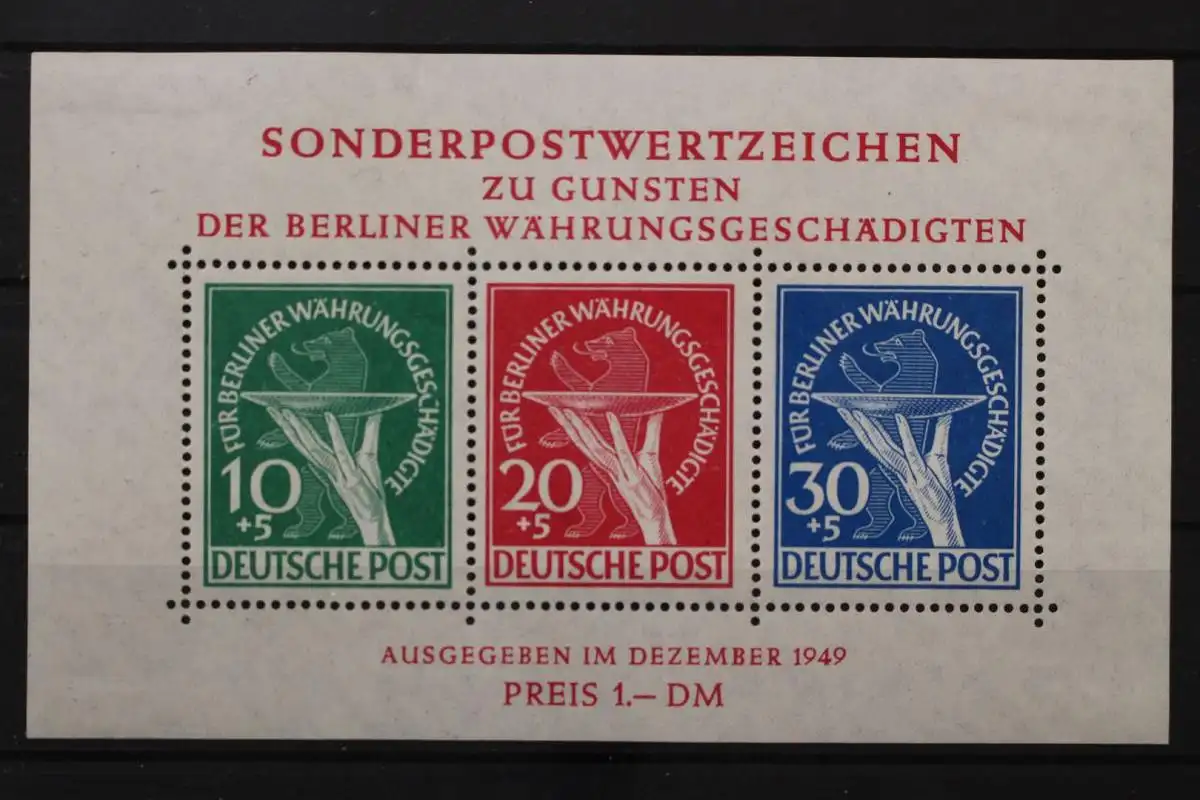 SONDERPOSTWERTZEICHEN
ZU GUNSTEN
DER BERLINER WÄHRUNGSGESCHÄDIGTEN
FÜR BERLINER WÄHRUNGSGESCHÄDIGTE
10
+5
DEUTSCHE POST
FÜR BERLINER WÄHRUNGSGESCHÄDIGTE
20
+5
DEUTSCHE POST
FÜR BERLINER WÄHRUNGSGESCHÄDIGTE
30
+5
DEUTSCHE POST
AUSGEGEBEN IM DEZEMBER 1949
PREIS 1.– DM